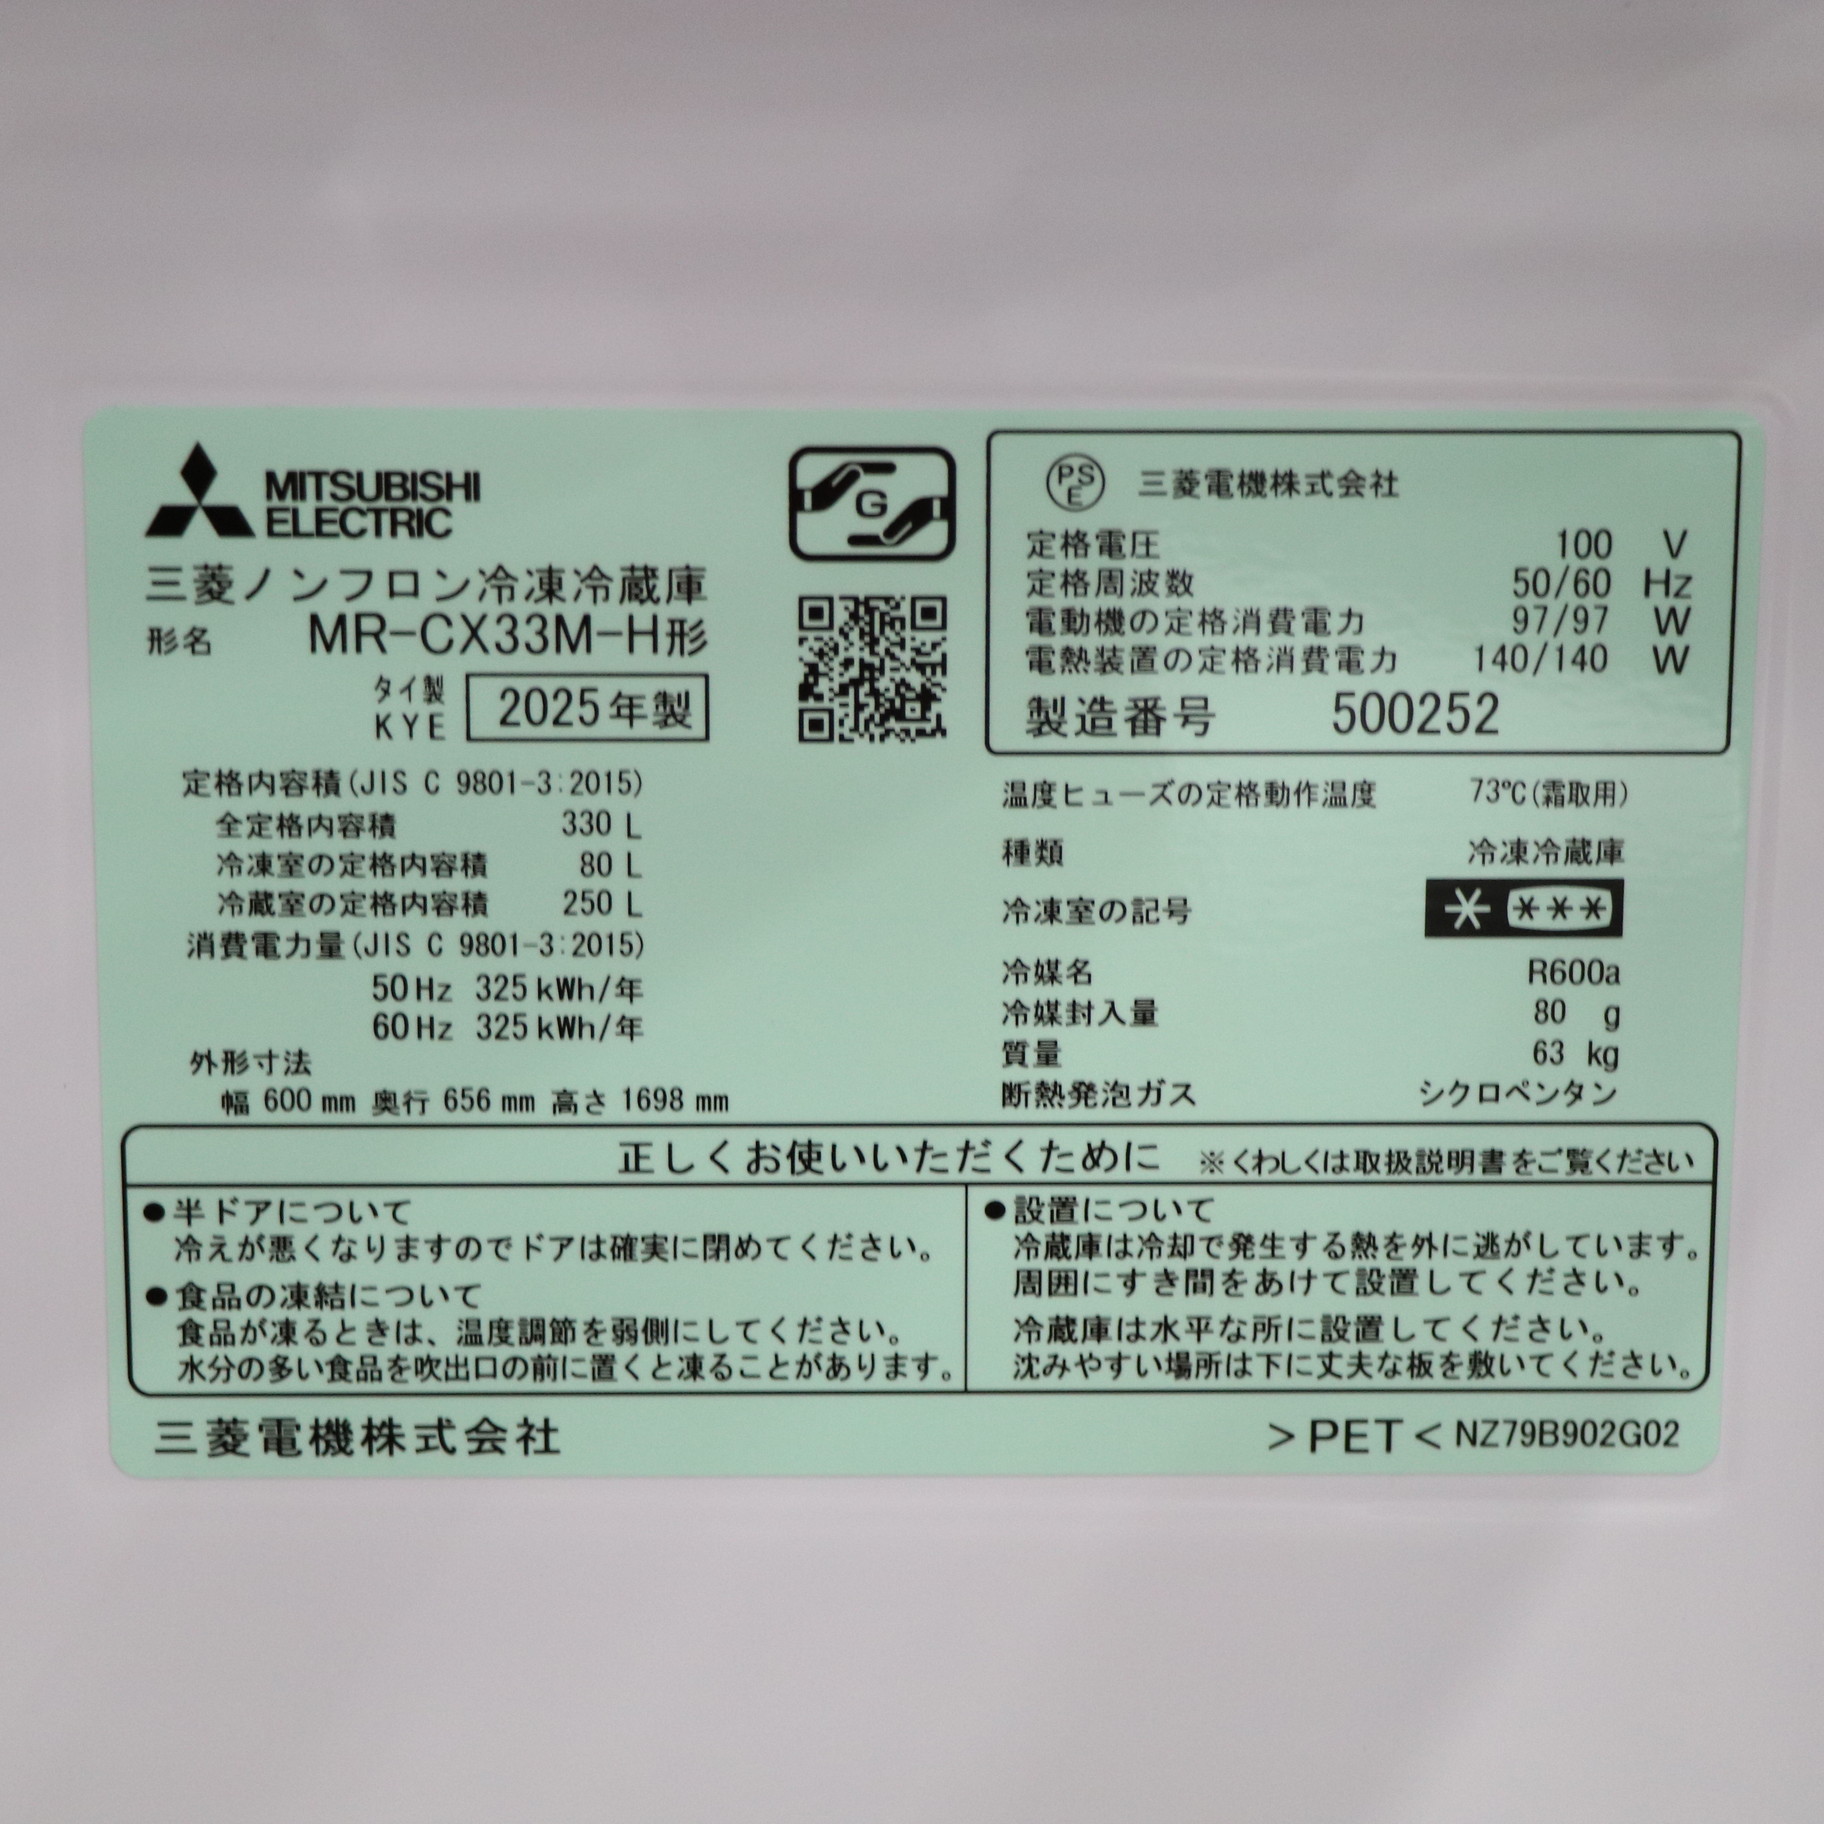 MITSUBISHI
ELECTRIC
三菱ノンフロン冷凍冷蔵庫
形名 MR-CX33M-H形
タイ製
KYE
2025年製
G
定格内容積(JIS C 9801-3:2015)
全定格内容積 330 L
冷凍室の定格内容積 80 L
冷蔵室の定格内容積 250 L
消費電力量(JIS C 9801-3:2015)
50Hz 325kWh/年
60Hz 325kWh/年
外形寸法
幅 600mm 奥行 656mm 高さ 1698mm
PSE 三菱電機株式会社
定格電圧 100 V
定格周波数 50/60 Hz
電動機の定格消費電力 97/97 W
電熱装置の定格消費電力 140/140 W
製造番号 500252
温度ヒューズの定格動作温度 73℃(霜取用)
種類 冷凍冷蔵庫
冷凍室の記号 * ***
冷媒名 R600a
冷媒封入量 80 g
質量 63 kg
断熱発泡ガス シクロペンタン
正しくお使いいただくために ※くわしくは取扱説明書をご覧ください
●半ドアについて
冷えが悪くなりますのでドアは確実に閉めてください。
●食品の凍結について
食品が凍るときは、温度調節を弱側にしてください。
水分の多い食品を吹出口の前に置くと凍ることがあります。
●設置について
冷蔵庫は冷却で発生する熱を外に逃がしています。
周囲にすき間をあけて設置してください。
冷蔵庫は水平な所に設置してください。
沈みやすい場所は下に丈夫な板を敷いてください。
三菱電機株式会社
>PET< NZ79B902G02